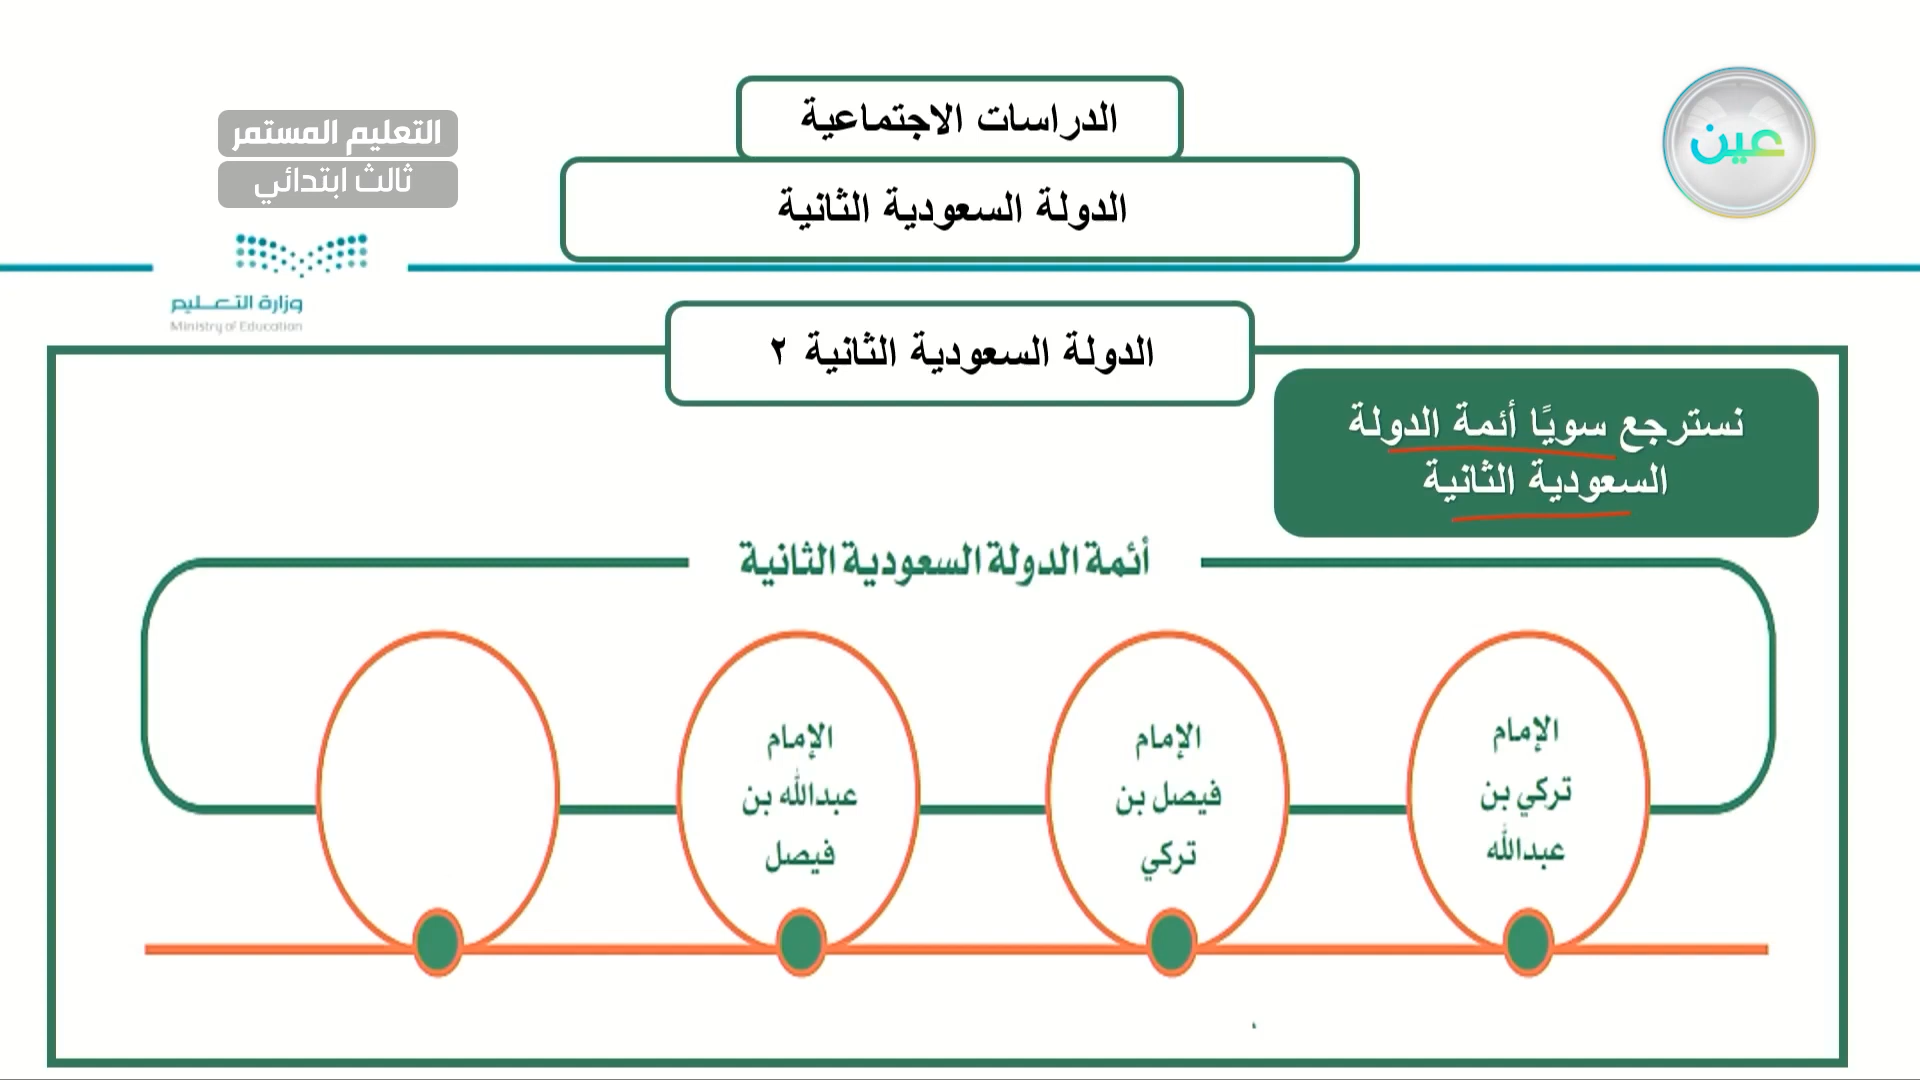 الدراسات الاجتماعية
عين
التعليم المستمر
ثالث ابتدائي
الدولة السعودية الثانية
وزارة التعليم
Ministry of Education
الدولة السعودية الثانية ٢
نسترجع سويًا أئمة الدولة
السعودية الثانية
أئمة الدولة السعودية الثانية
الإمام
تركي بن
عبدالله
الإمام
فيصل بن
تركي
الإمام
عبدالله بن
فيصل